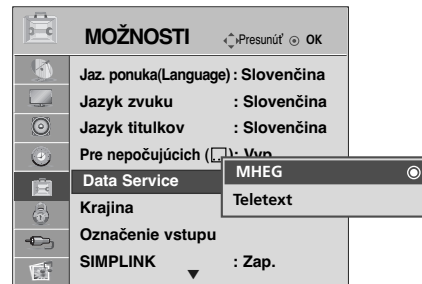 MOŽNOSTI Presunúť OK
Jaz. ponuka(Language) : Slovenčina
Jazyk zvuku : Slovenčina
Jazyk titulkov : Slovenčina
Pre nepočujúcich ( ): Vyp.
Data Service
MHEG
Teletext
Krajina
Označenie vstupu
SIMPLINK : Zap.